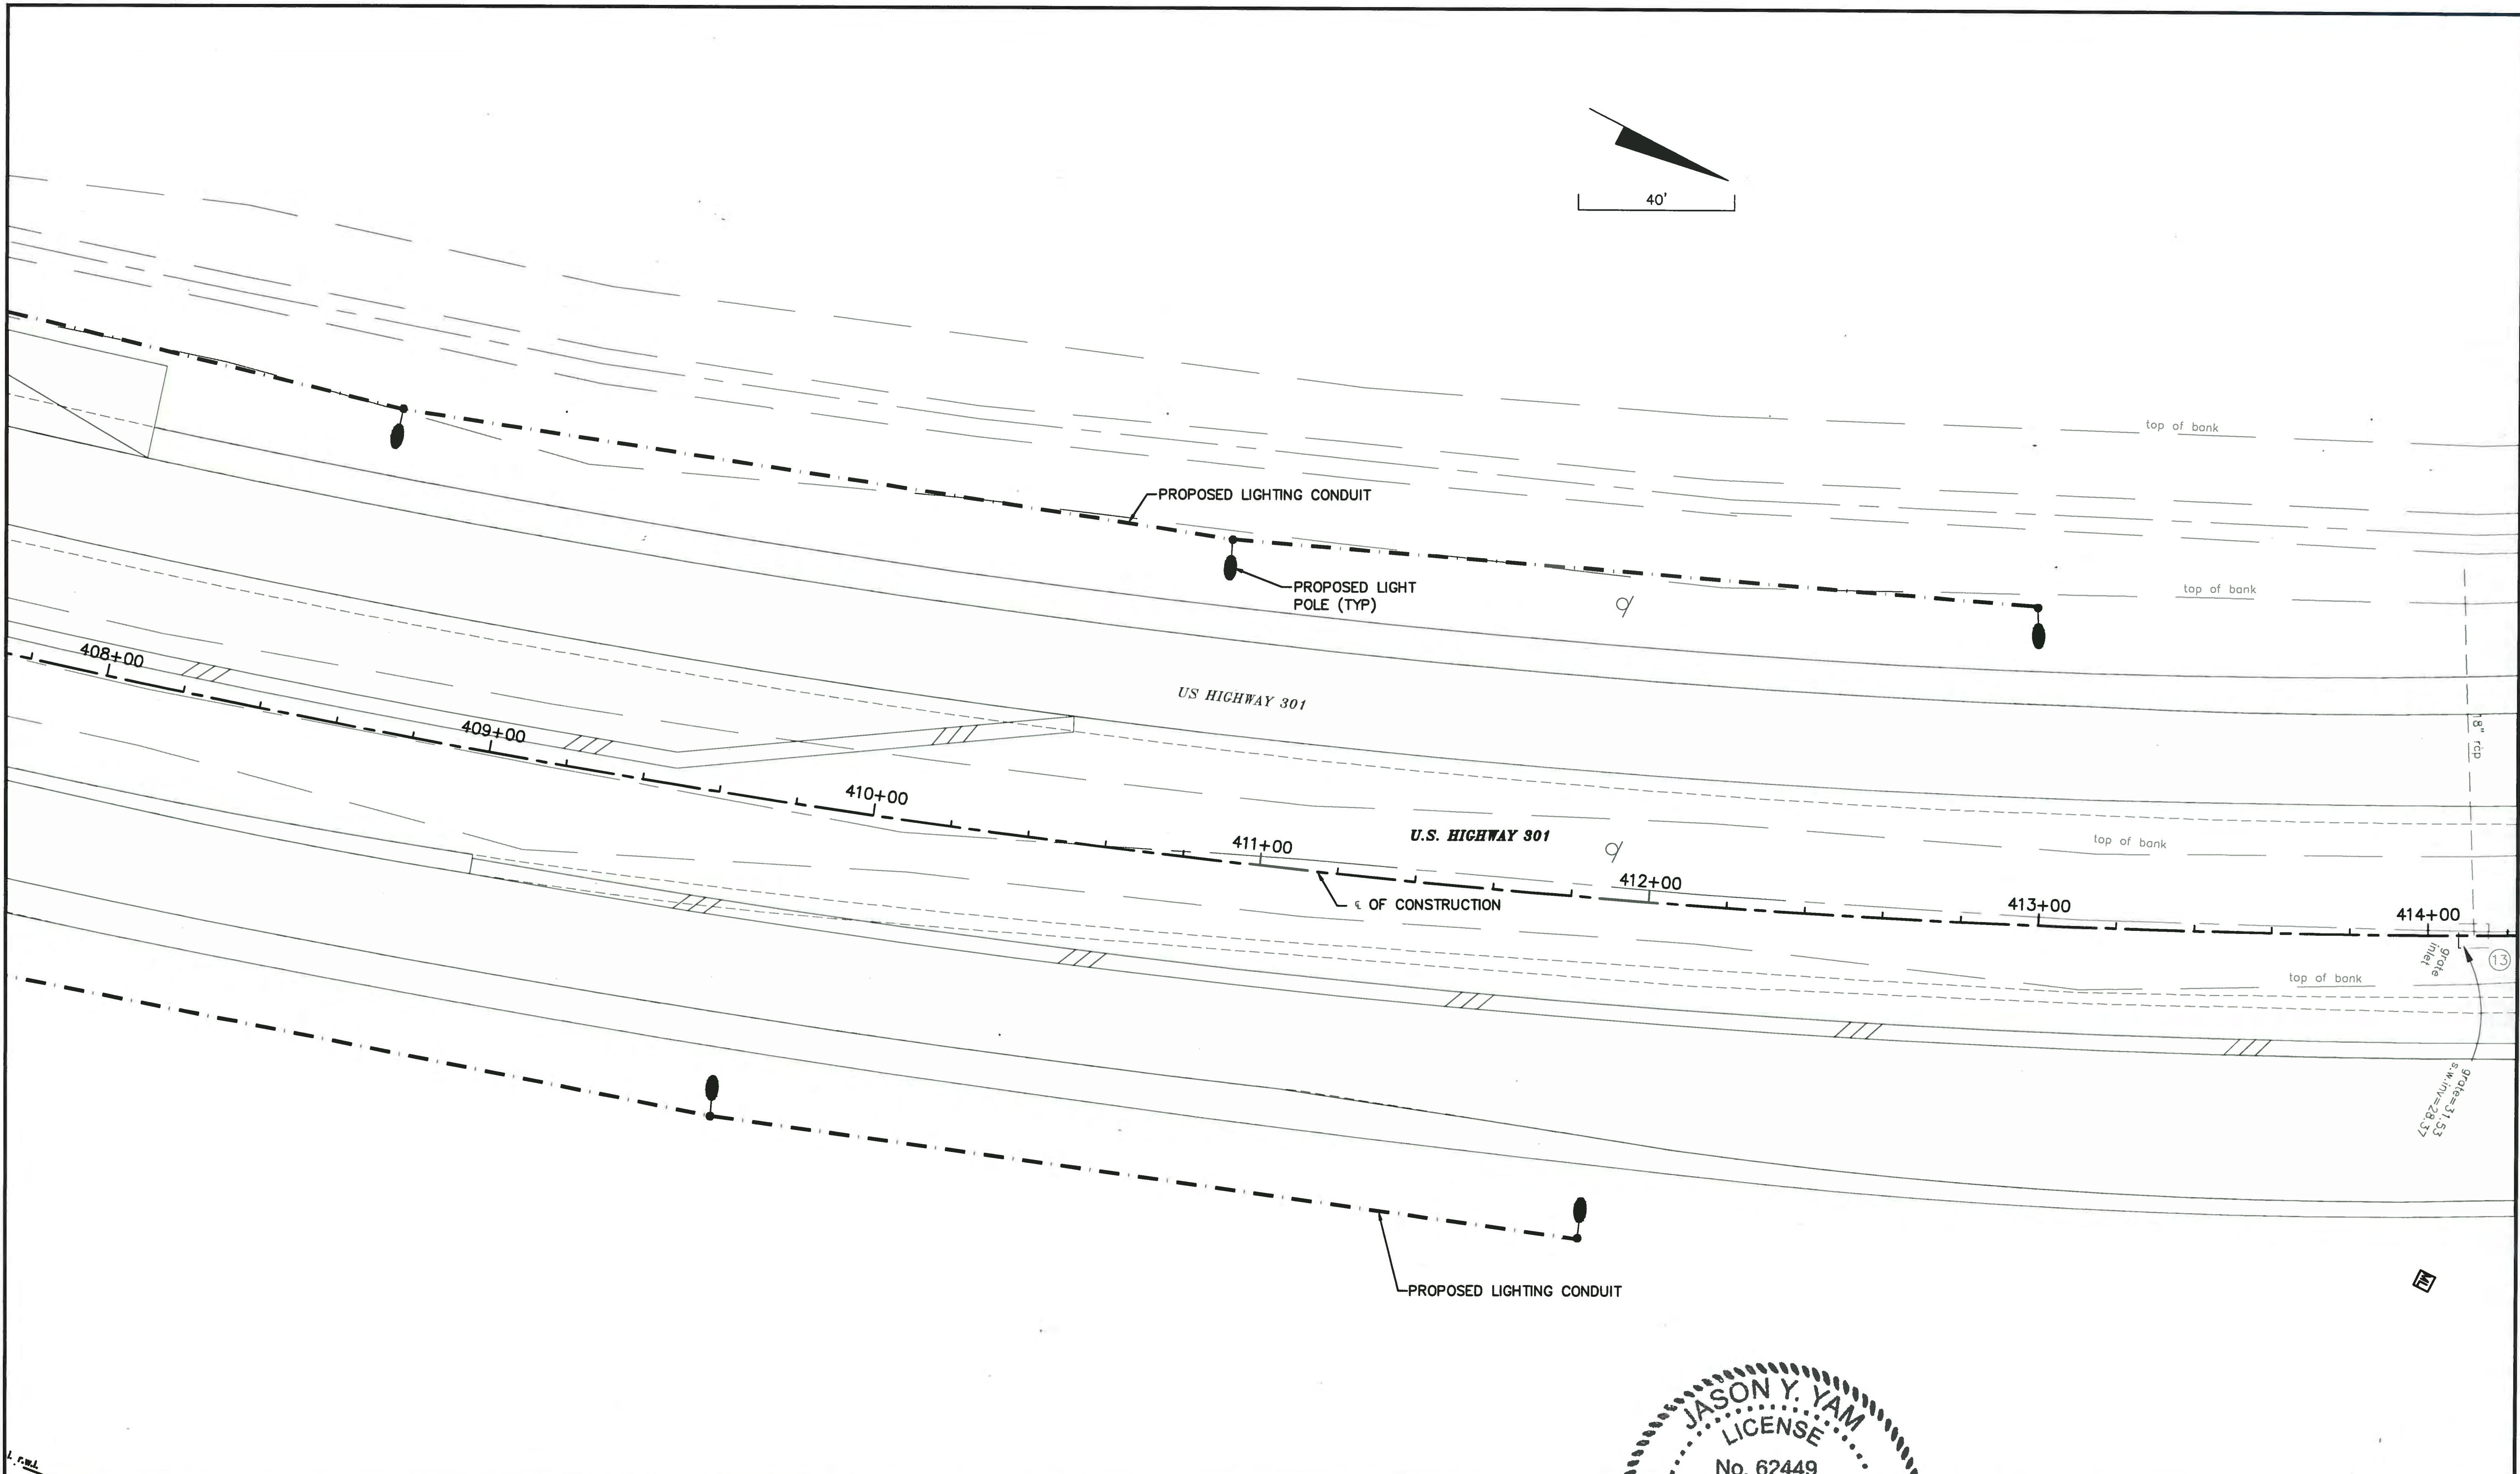 40'
top of bank
PROPOSED LIGHTING CONDUIT
PROPOSED LIGHT
POLE (TYP)
top of bank
408+00
US HIGHWAY 301
18" rcp
409+00
410+00
U.S. HIGHWAY 301
411+00
top of bank
412+00
℄ OF CONSTRUCTION
413+00
414+00
grate
inlet
13
top of bank
grate=31.53
s.w.inv=28.37
PROPOSED LIGHTING CONDUIT
ML
JASON Y. YAM
LICENSE
No. 62449
r.w.l.